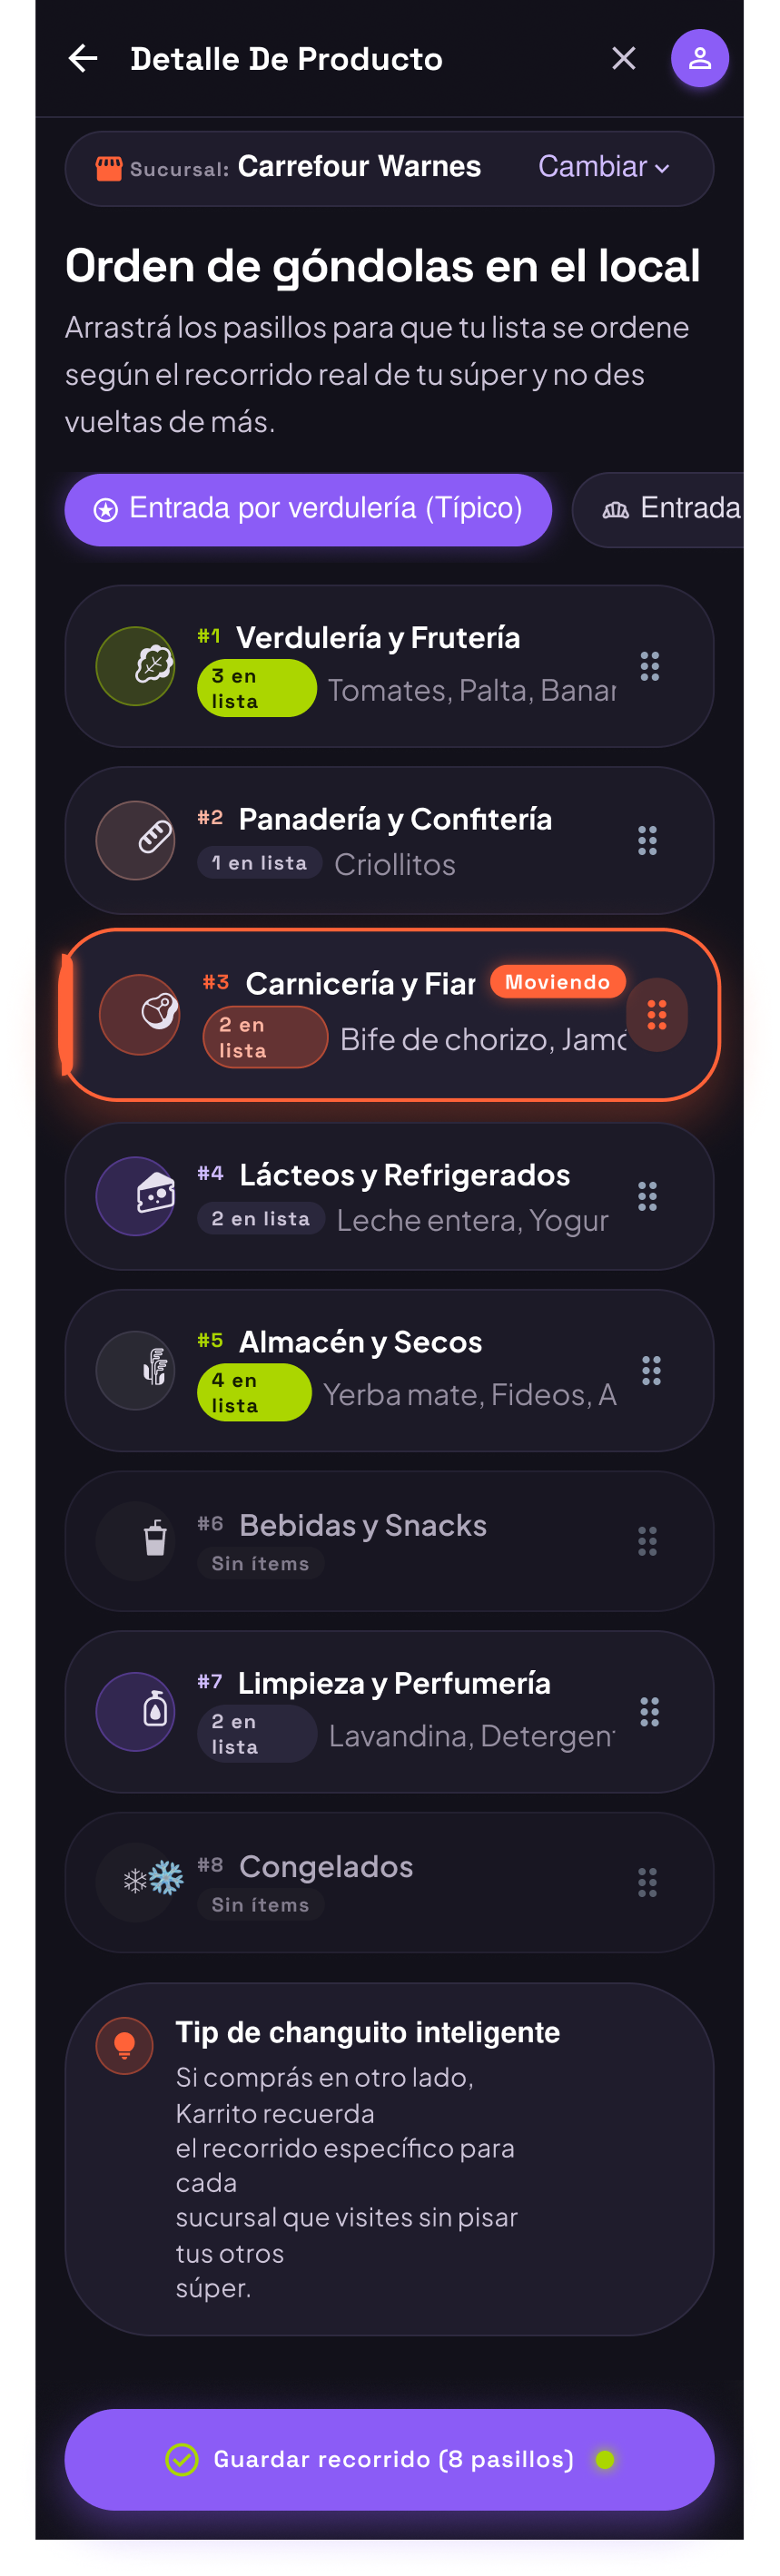 Detalle De Producto
Sucursal: Carrefour Warnes Cambiar
Orden de góndolas en el local
Arrastrá los pasillos para que tu lista se ordene
según el recorrido real de tu súper y no des
vueltas de más.
Entrada por verdulería (Típico) Entrada
#1 Verdulería y Frutería
3 en
lista
Tomates, Palta, Banar
#2 Panadería y Confitería
1 en lista Criollitos
#3 Carnicería y Fiar Moviendo
2 en
lista
Bife de chorizo, Jamó
#4 Lácteos y Refrigerados
2 en lista Leche entera, Yogur
#5 Almacén y Secos
4 en
lista
Yerba mate, Fideos, A
#6 Bebidas y Snacks
Sin ítems
#7 Limpieza y Perfumería
2 en
lista
Lavandina, Detergent
#8 Congelados
Sin ítems
Tip de changuito inteligente
Si comprás en otro lado,
Karrito recuerda
el recorrido específico para
cada
sucursal que visites sin pisar
tus otros
súper.
Guardar recorrido (8 pasillos)